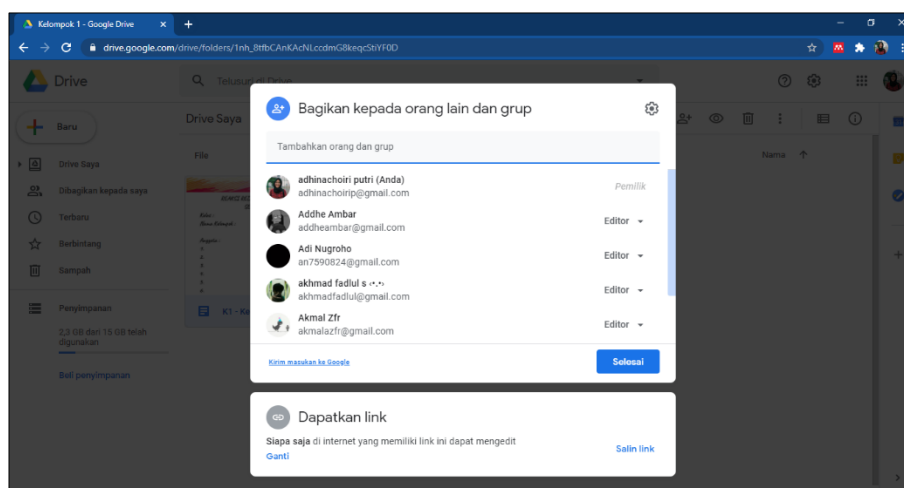 Kelompok 1 - Google Drive
drive.google.com/drive/folders/1nh_8tfbCAnKAcNLccdmG8keqcStiYF0D
Drive
Telusuri di Drive
Baru
Drive Saya
Dibagikan kepada saya
Terbaru
Berbintang
Sampah
Penyimpanan
2,5 GB dari 15 GB telah
digunakan
Beli penyimpanan
Drive Saya
File
Nama
Bagikan kepada orang lain dan grup
Tambahkan orang dan grup
adhinachoiri putri (Anda)
adhinachoirip@gmail.com
Pemilik
Addhe Ambar
addheambar@gmail.com
Editor
Adi Nugroho
an7590824@gmail.com
Editor
akhmad fadlul s
akhmadfadlul@gmail.com
Editor
Akmal Zfr
akmalazfr@gmail.com
Editor
Kirim masukan ke Google
Selesai
Dapatkan link
Siapa saja di internet yang memiliki link ini dapat mengedit
Ganti
Salin link